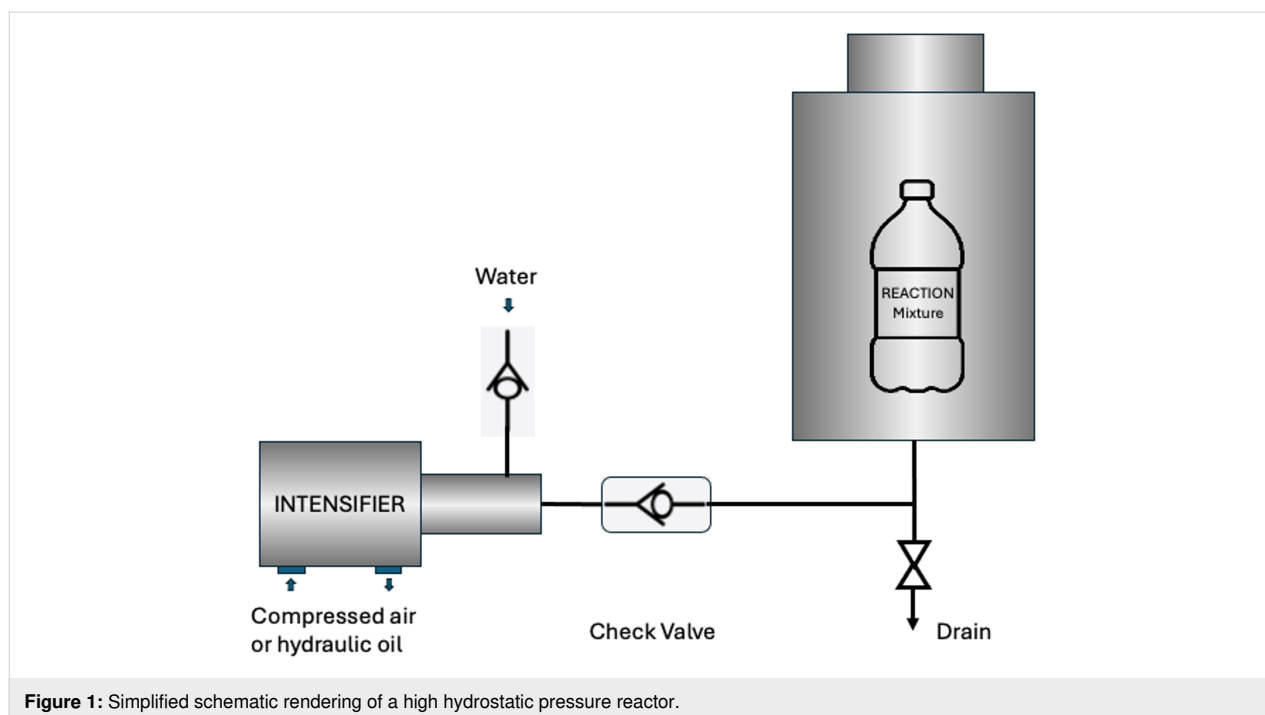 REACTION
Mixture
Water
INTENSIFIER
Compressed air
or hydraulic oil
Check Valve
Drain
Figure 1: Simplified schematic rendering of a high hydrostatic pressure reactor.